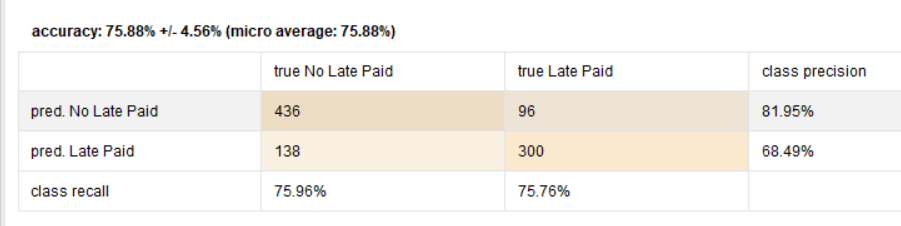 accuracy: 75.88% +/- 4.56% (micro average: 75.88%)
true No Late Paid true Late Paid class precision
pred. No Late Paid 436 96 81.95%
pred. Late Paid 138 300 68.49%
class recall 75.96% 75.76%